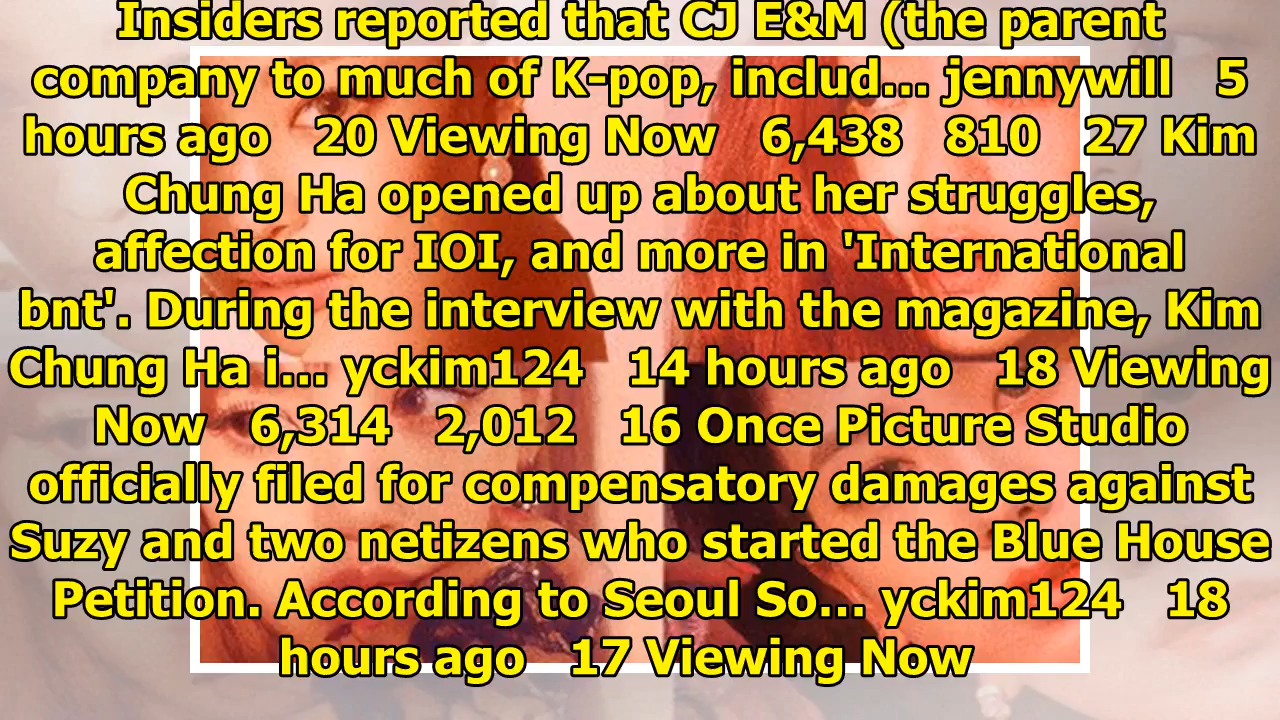 Insiders reported that CJ E&M (the parent
company to much of K-pop, includ... jennywill 5
hours ago 20 Viewing Now 6,438 810 27 Kim
Chung Ha opened up about her struggles,
affection for IOI, and more in 'International
bnt'. During the interview with the magazine, Kim
Chung Ha i... yckim124 14 hours ago 18 Viewing
Now 6,314 2,012 16 Once Picture Studio
officially filed for compensatory damages against
Suzy and two netizens who started the Blue House
Petition. According to Seoul So... yckim124 18
hours ago 17 Viewing Now